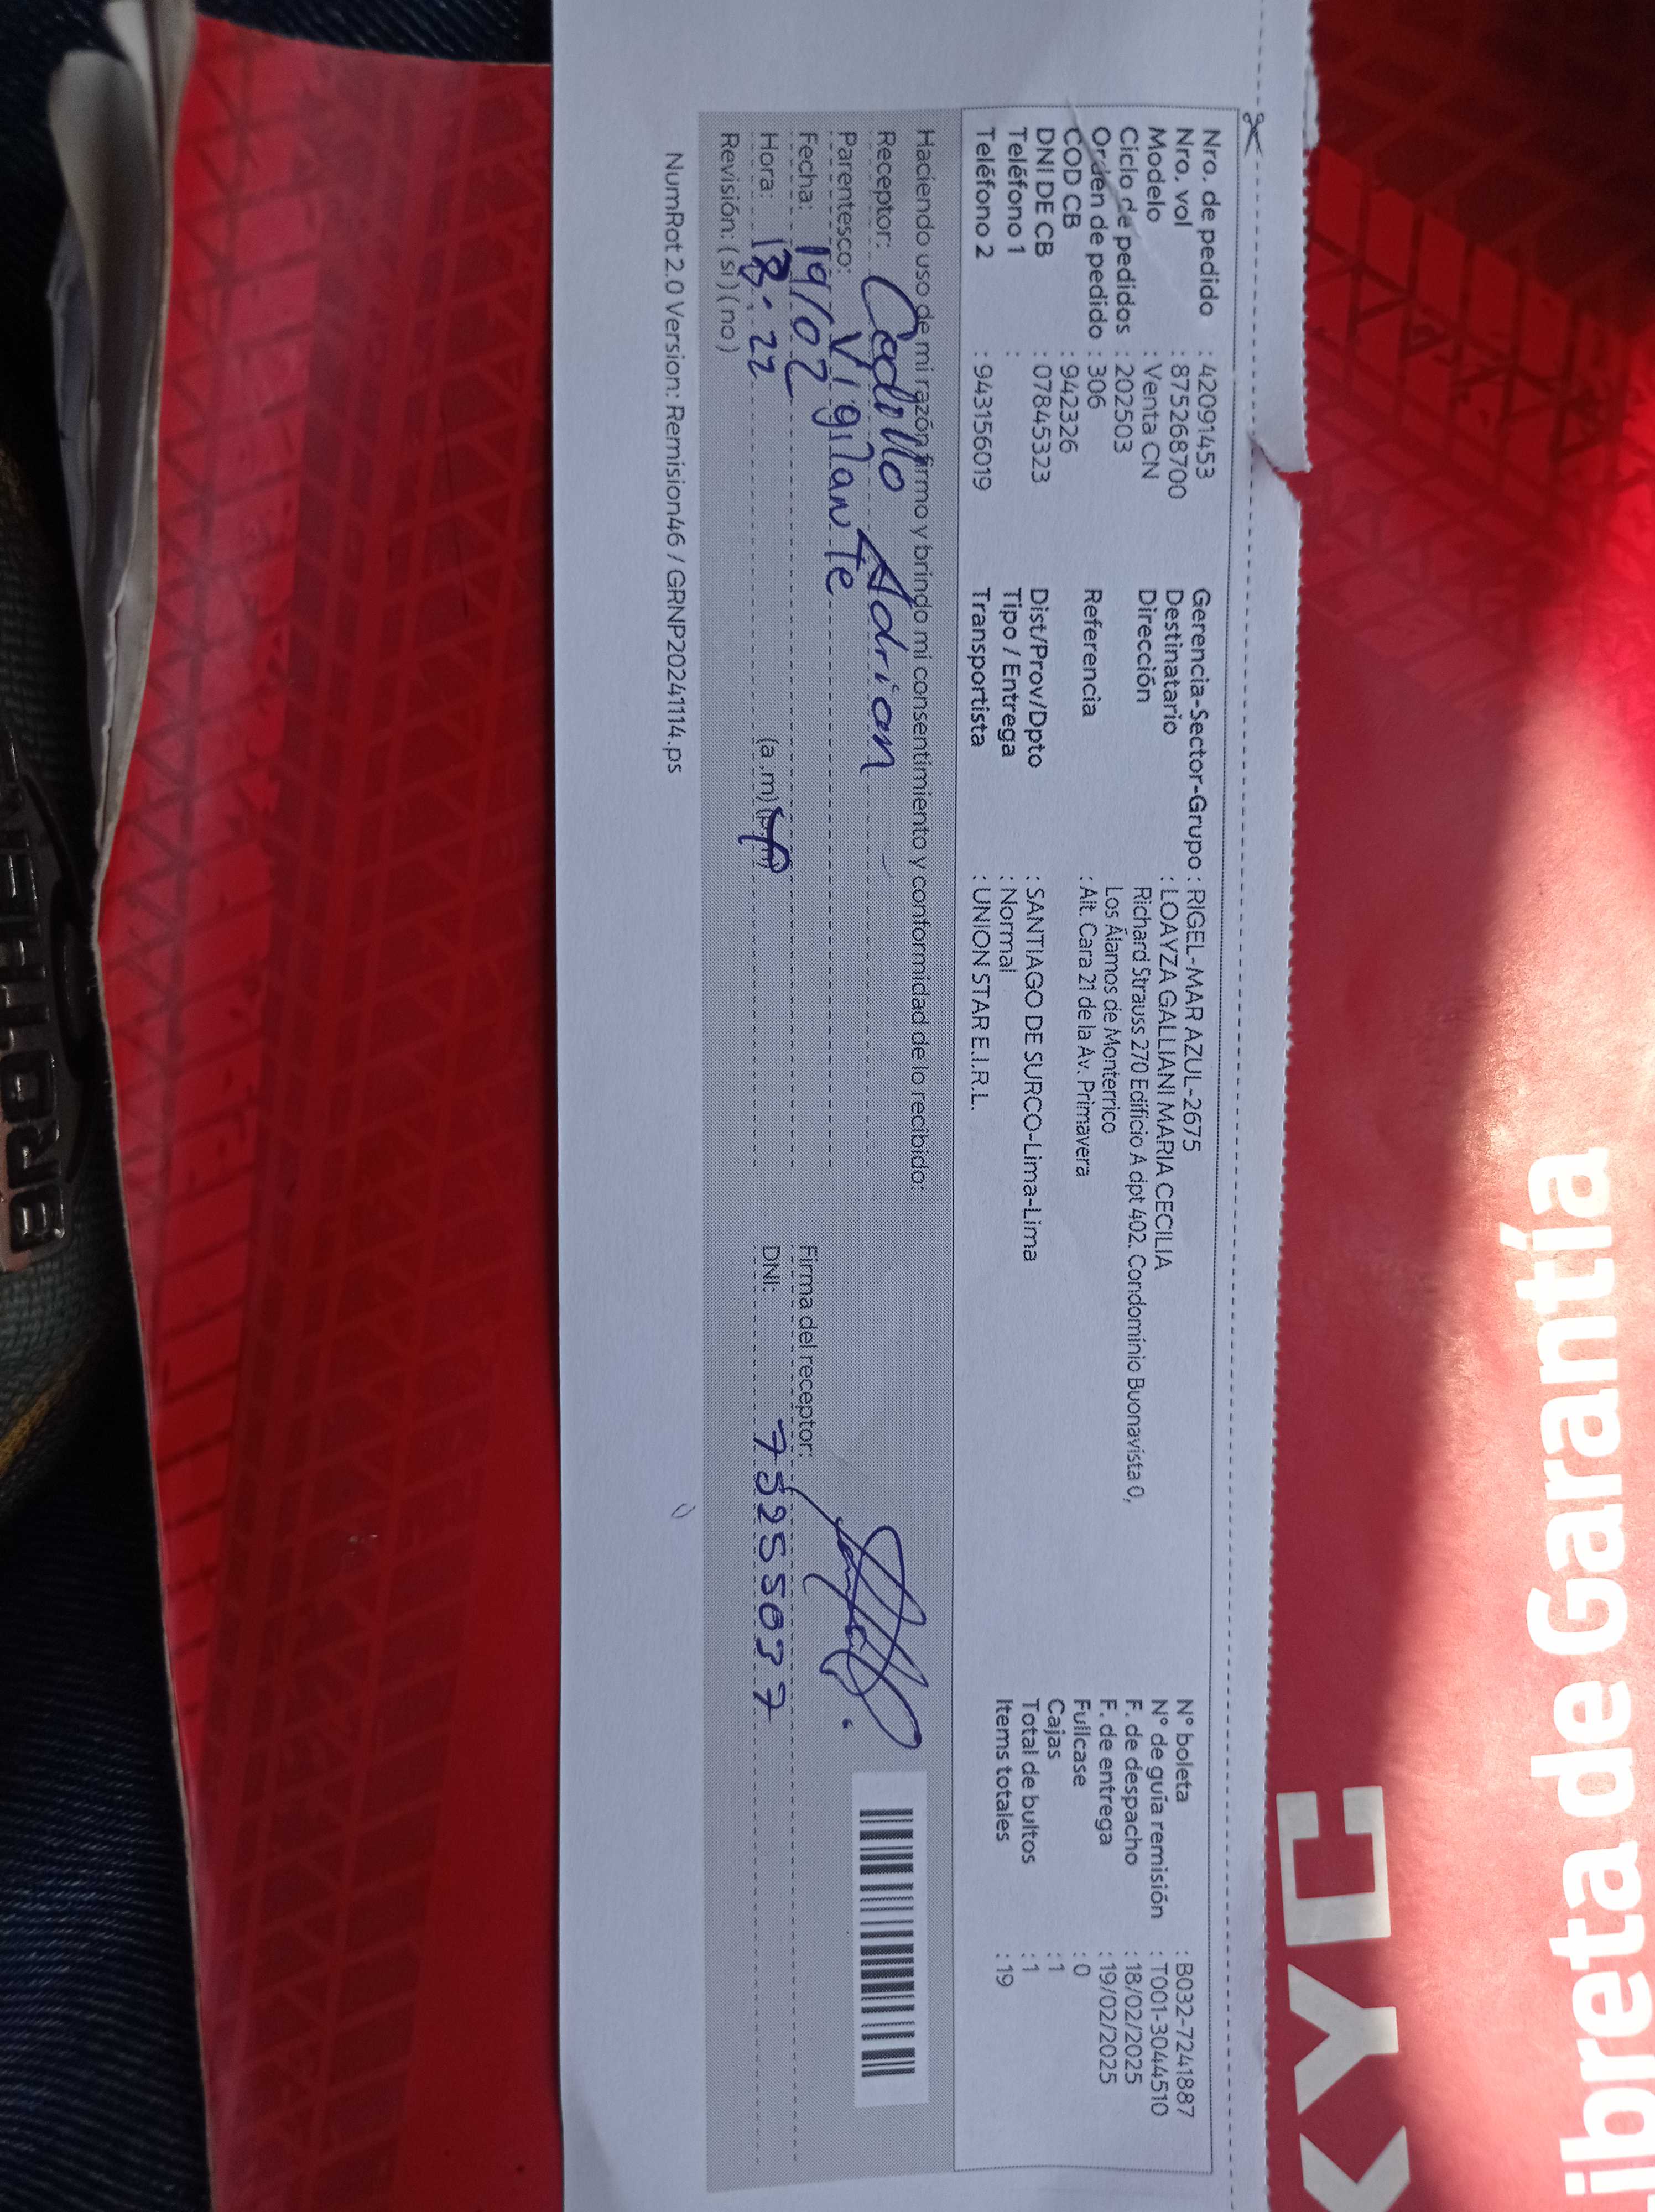 Libreta de Garantía
KYC
Nro. de pedido : 42091453
Nro. vol : 875268700
Modelo : Venta CN
Ciclo de pedidos : 202503
Orden de pedido : 306
COD CB : 942326
DNI DE CB : 07845323
Teléfono 1 :
Teléfono 2 : 943156019
Gerencia-Sector-Grupo : RIGEL-MAR AZUL-2675
Destinatario : LOAYZA GALLIANI MARIA CECILIA
Dirección Richard Strauss 270 Edificio A dpt 402. Condominio Buonavista 0,
Los Álamos de Monterrico
Referencia : Alt. Cara 21 de la Av. Primavera
Dist/Prov/Dpto : SANTIAGO DE SURCO-Lima-Lima
Tipo / Entrega : Normal
Transportista : UNION STAR E.I.R.L.
N° boleta : B032-7241887
N° de guía remisión : T001-3044510
F. de despacho : 18/02/2025
F. de entrega : 19/02/2025
Fullcase : 0
Cajas : 1
Total de bultos : 1
Items totales : 19
Haciendo uso de mi razón firmo y brindo mi consentimiento y conformidad de lo recibido:
Receptor: Cadillo Adrian
Parentesco: Vigilante
Fecha: 19/02
Hora: 13:22 (a.m) (p.m)
Revisión: ( si ) ( no )
Firma del receptor:
DNI: 75255037
NumRot 2.0 Version: Remision46 / GRNP20241114.ps
BROTHER